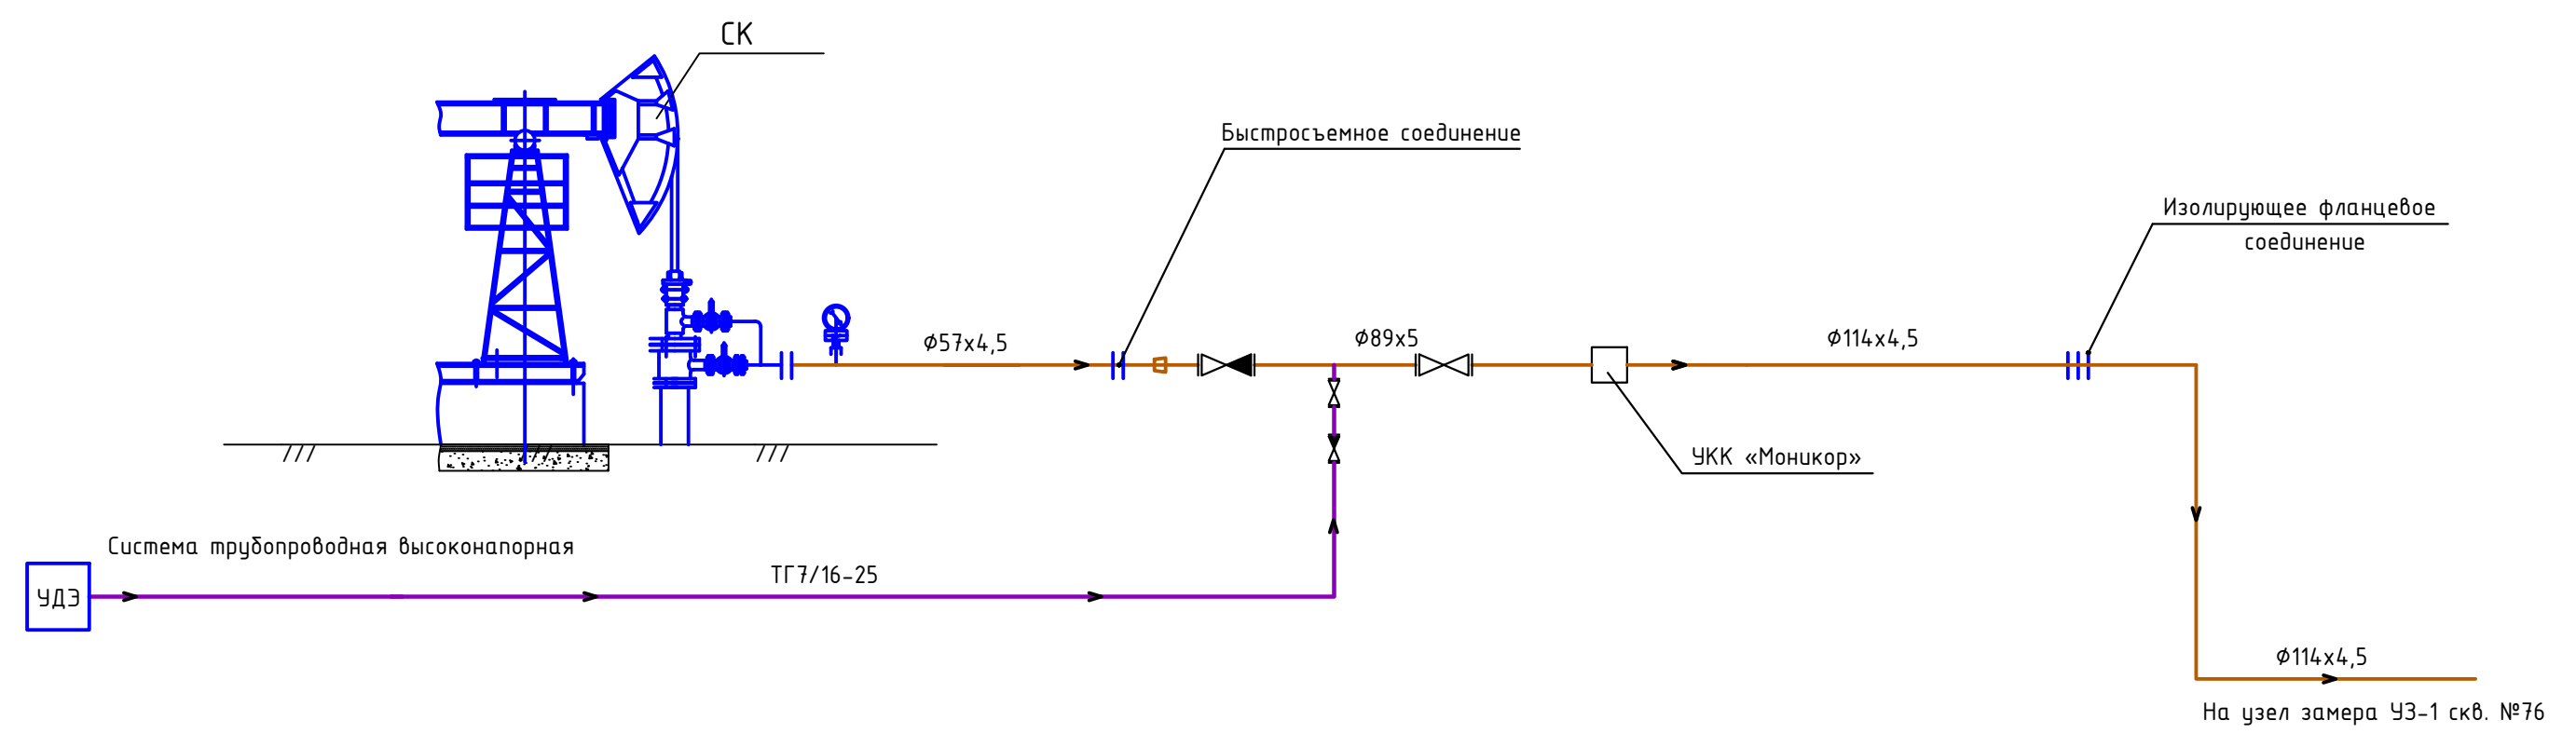 СК
Быстросъемное соединение
Изолирующее фланцевое
соединение
Ф57х4,5
Ф89х5
Ф114х4,5
УКК «Моникор»
Система трубопроводная высоконапорная
УДЭ
ТГ7/16-25
Ф114х4,5
На узел замера УЗ-1 скв. №76